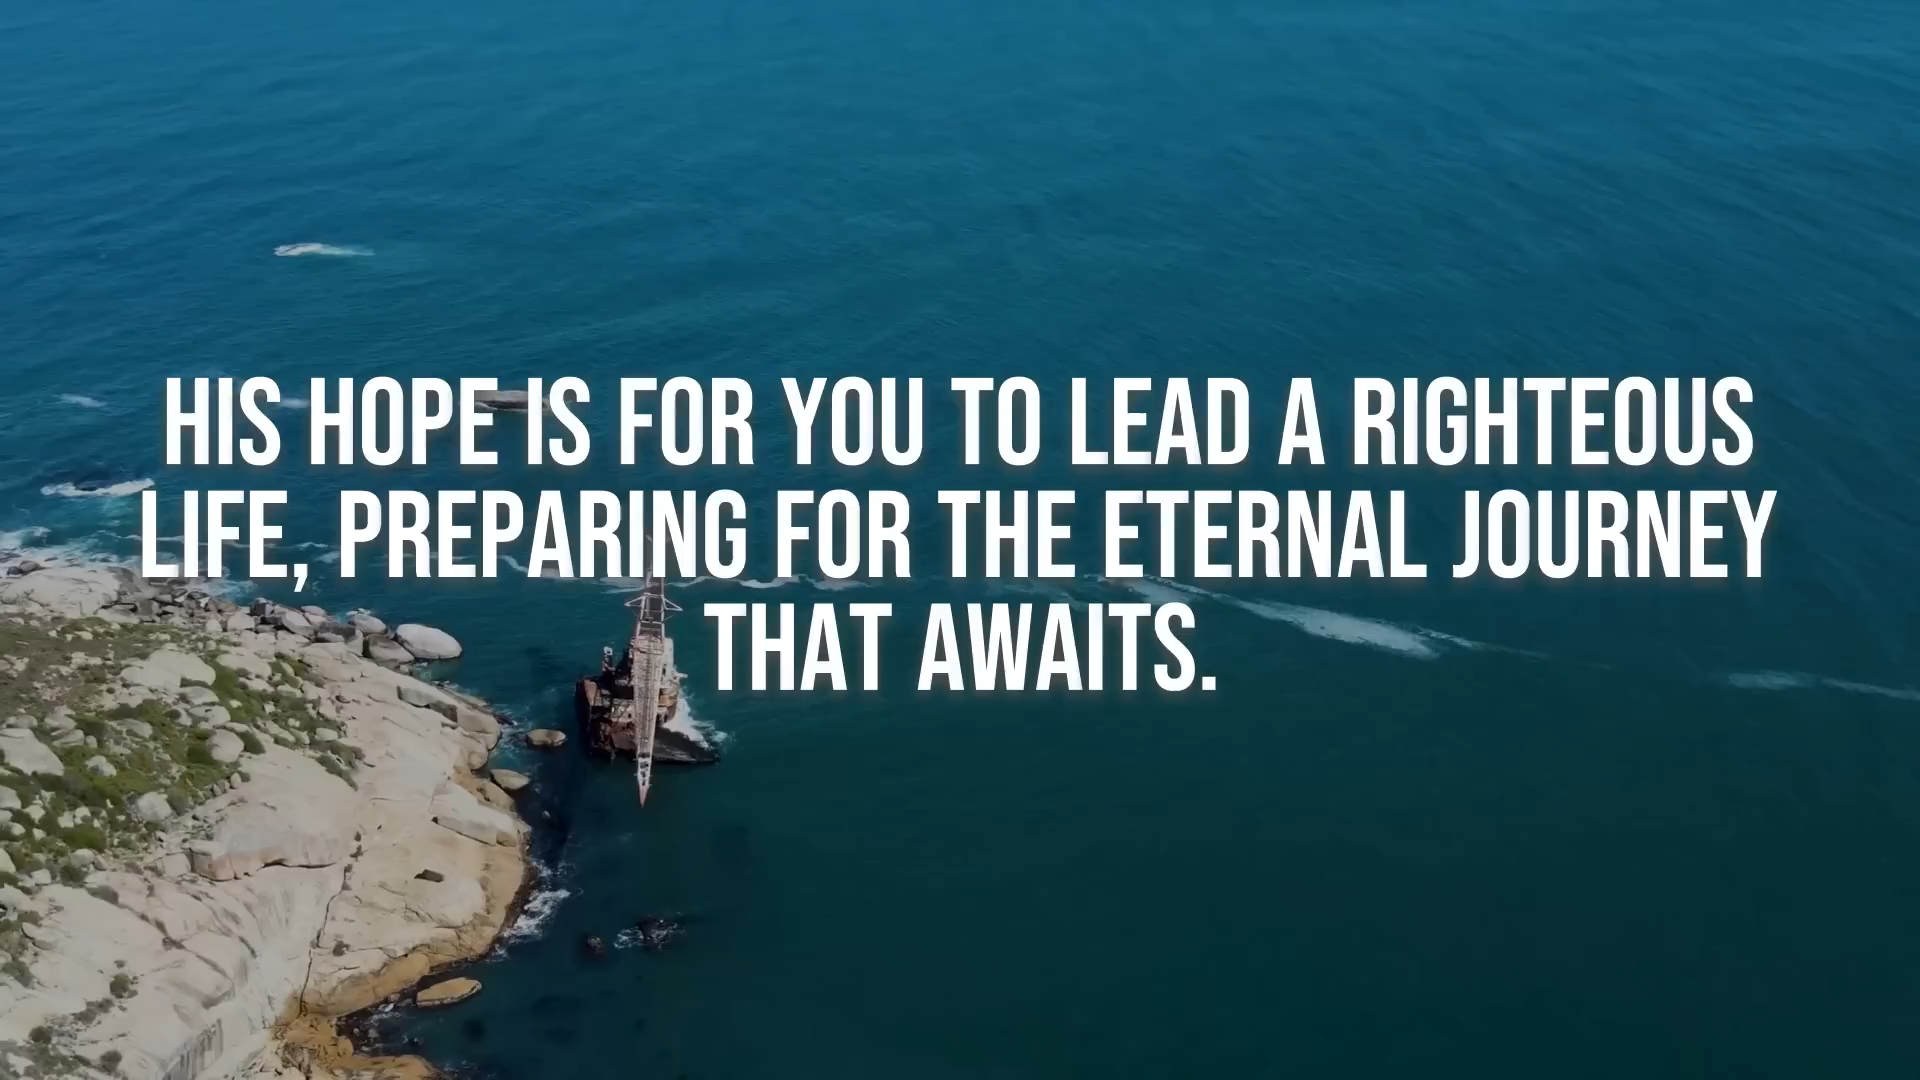 HIS HOPE IS FOR YOU TO LEAD A RIGHTEOUS
LIFE, PREPARING FOR THE ETERNAL JOURNEY
THAT AWAITS.